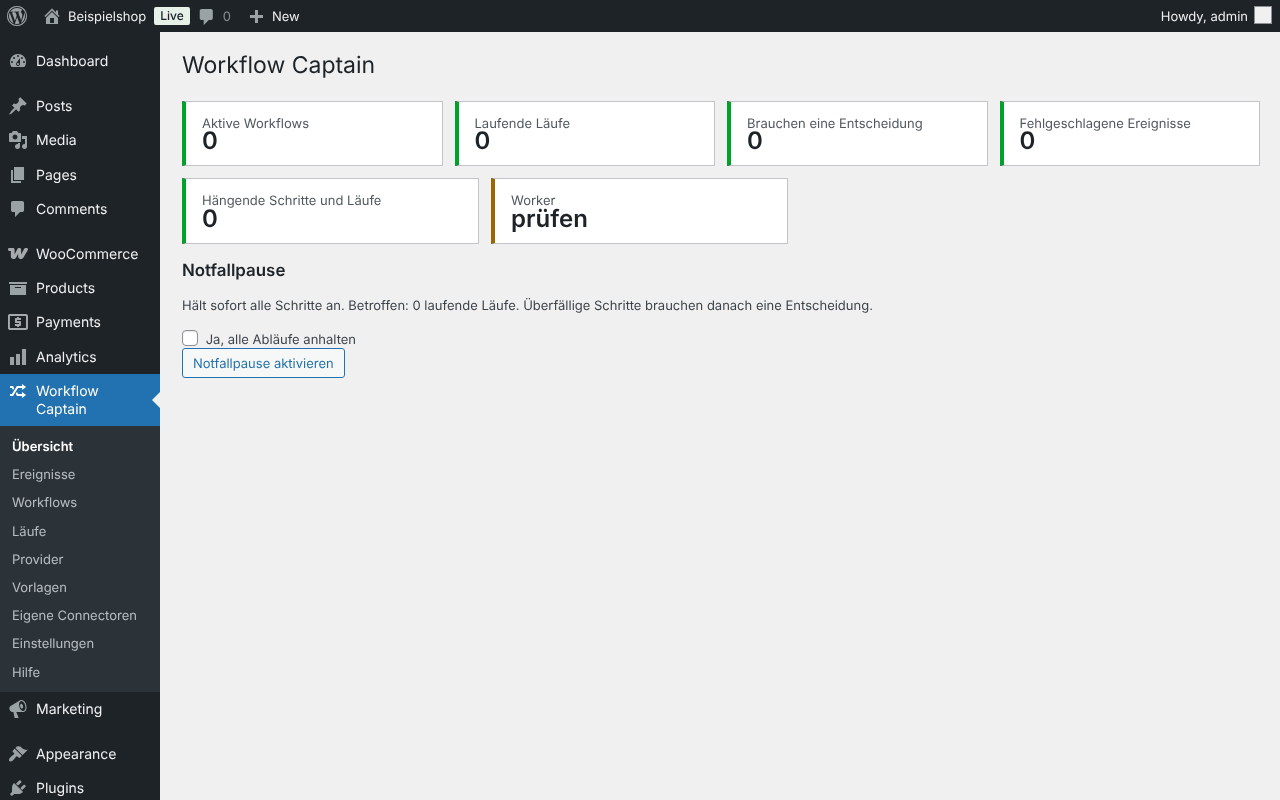 Beispielshop
Live
0
New
Howdy, admin
Dashboard
Posts
Media
Pages
Comments
WooCommerce
Products
Payments
Analytics
Workflow
Captain
Übersicht
Ereignisse
Workflows
Läufe
Provider
Vorlagen
Eigene Connectoren
Einstellungen
Hilfe
Marketing
Appearance
Plugins
Workflow Captain
Aktive Workflows
0
Laufende Läufe
0
Brauchen eine Entscheidung
0
Fehlgeschlagene Ereignisse
0
Hängende Schritte und Läufe
0
Worker
prüfen
Notfallpause
Hält sofort alle Schritte an. Betroffen: 0 laufende Läufe. Überfällige Schritte brauchen danach eine Entscheidung.
Ja, alle Abläufe anhalten
Notfallpause aktivieren